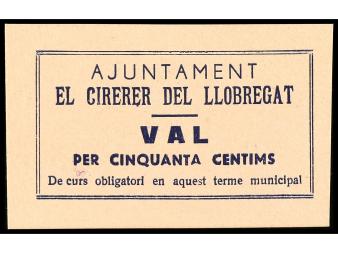 AJUNTAMENT
EL CIRERER DEL LLOBREGAT
VAL
PER CINQUANTA CENTIMS
De curs obligatori en aquest terme municipal